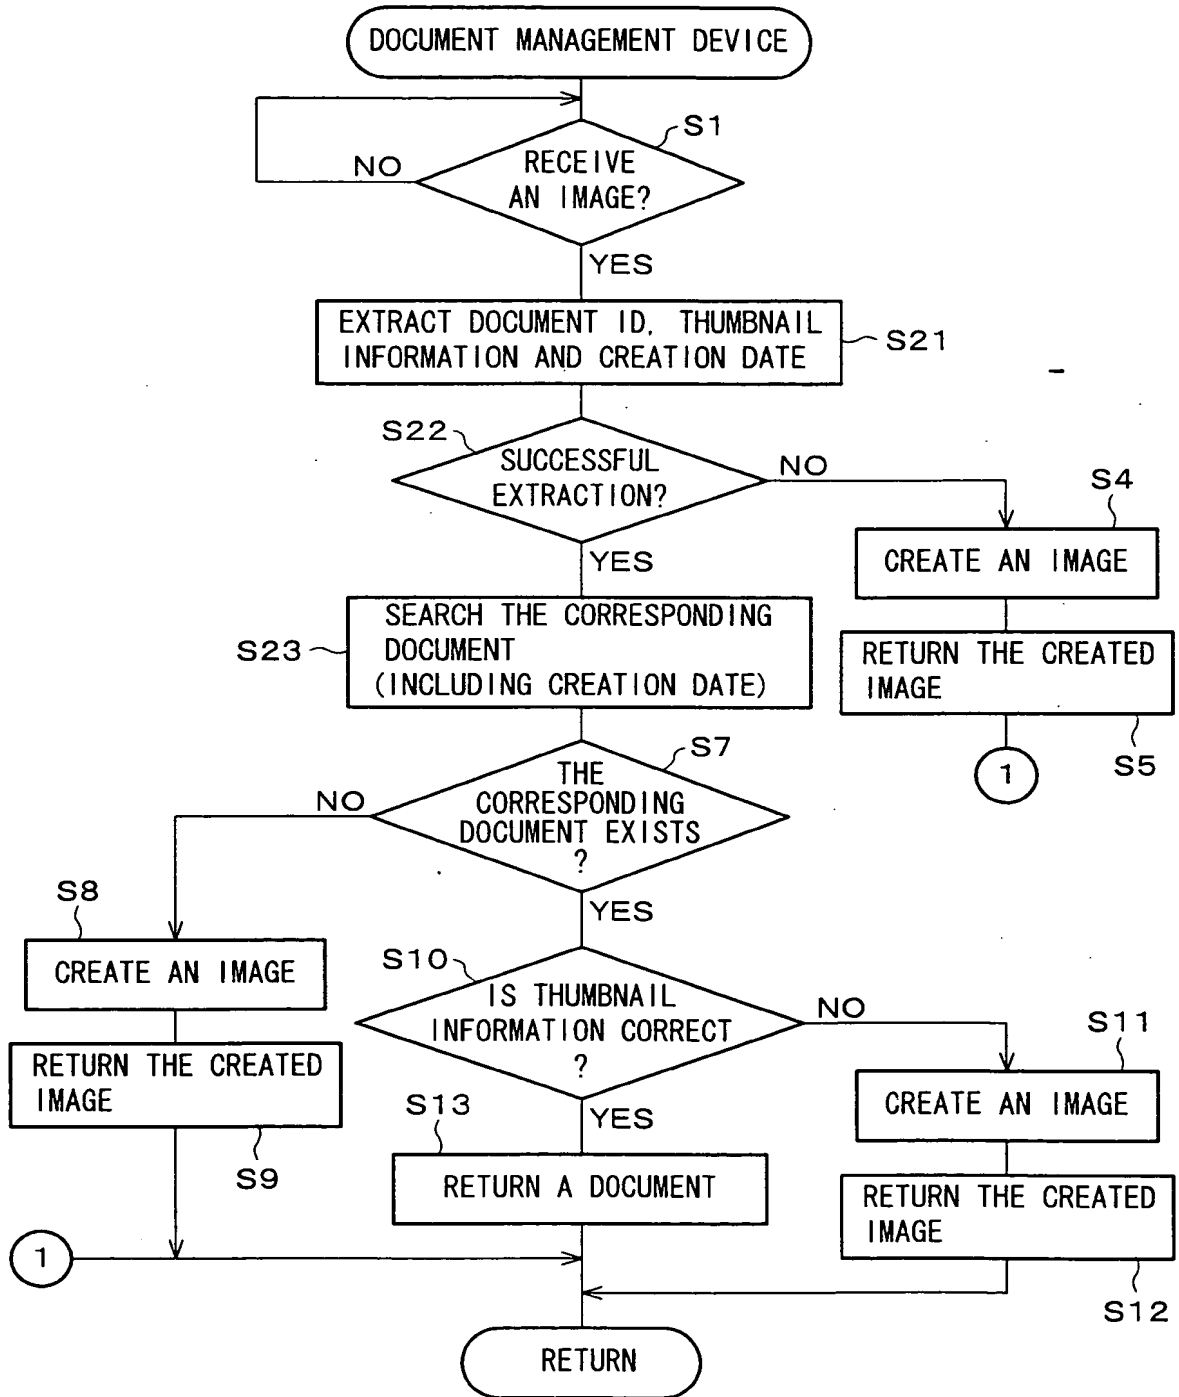 DOCUMENT MANAGEMENT DEVICE
S1
NO
RECEIVE
AN IMAGE?
YES
EXTRACT DOCUMENT ID, THUMBNAIL
INFORMATION AND CREATION DATE
S21
S22
SUCCESSFUL
EXTRACTION?
NO
S4
YES
CREATE AN IMAGE
S23
SEARCH THE CORRESPONDING
DOCUMENT
(INCLUDING CREATION DATE)
RETURN THE CREATED
IMAGE
S5
1
S7
NO
THE
CORRESPONDING
DOCUMENT EXISTS
?
S8
YES
CREATE AN IMAGE
S10
IS THUMBNAIL
INFORMATION CORRECT
?
NO
S11
RETURN THE CREATED
IMAGE
S9
S13
YES
CREATE AN IMAGE
RETURN A DOCUMENT
RETURN THE CREATED
IMAGE
S12
1
RETURN